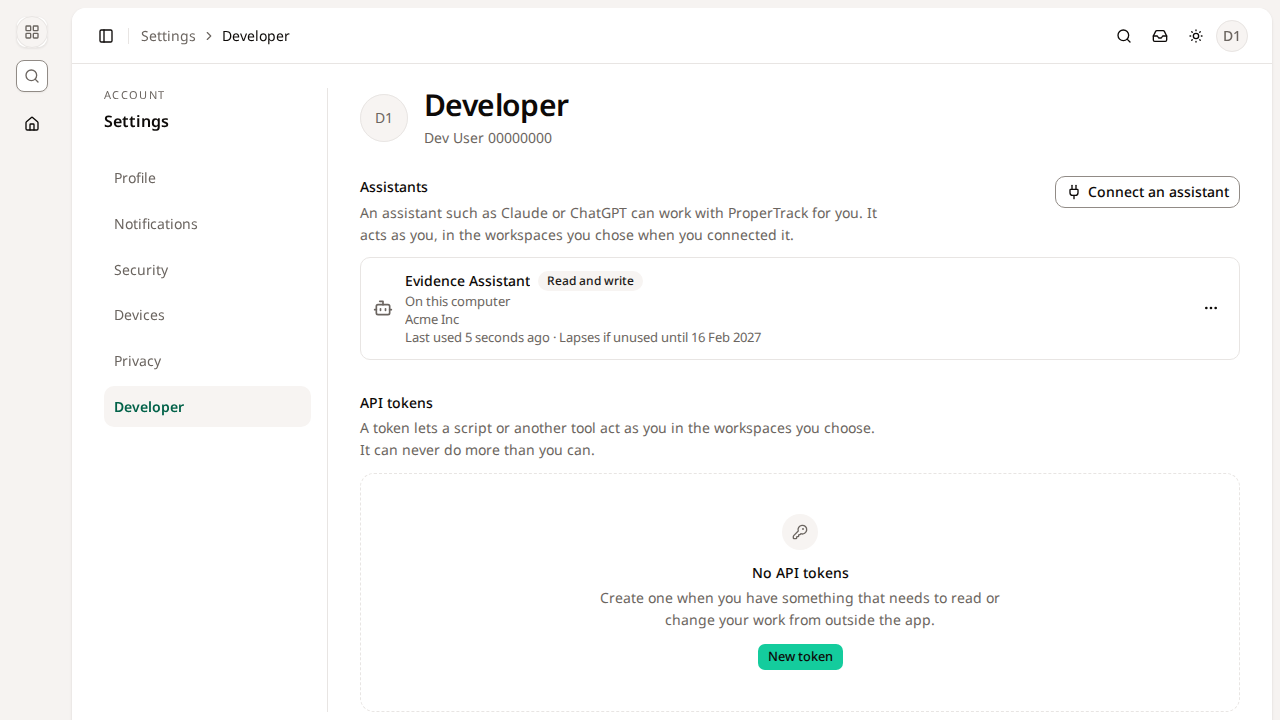 Settings
Developer
D1
ACCOUNT
Settings
Profile
Notifications
Security
Devices
Privacy
Developer
D1
Developer
Dev User 00000000
Assistants
An assistant such as Claude or ChatGPT can work with ProperTrack for you. It
acts as you, in the workspaces you chose when you connected it.
Connect an assistant
Evidence Assistant
Read and write
On this computer
Acme Inc
Last used 5 seconds ago · Lapses if unused until 16 Feb 2027
API tokens
A token lets a script or another tool act as you in the workspaces you choose.
It can never do more than you can.
No API tokens
Create one when you have something that needs to read or
change your work from outside the app.
New token